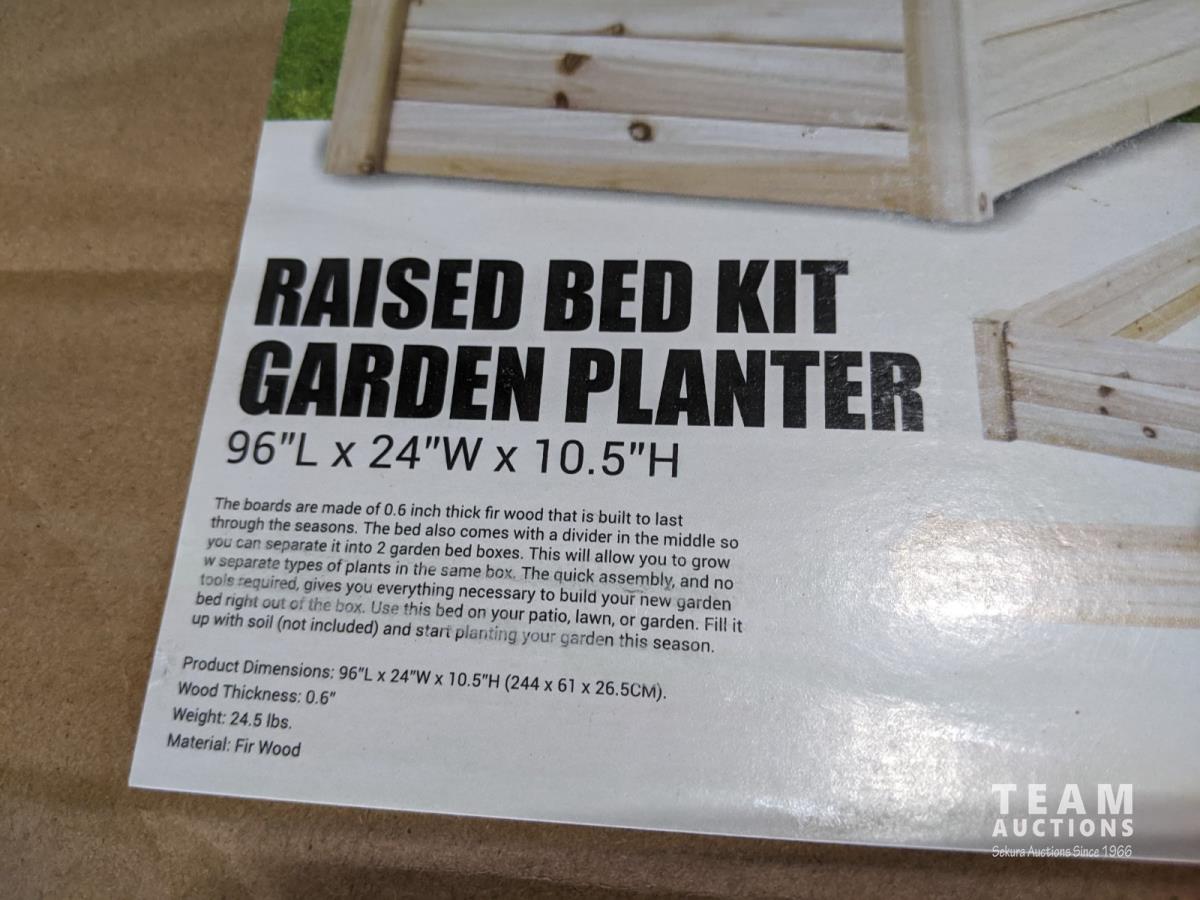 RAISED BED KIT
GARDEN PLANTER
96"L x 24"W x 10.5"H
The boards are made of 0.6 inch thick fir wood that is built to last
through the seasons. The bed also comes with a divider in the middle so
you can separate it into 2 garden bed boxes. This will allow you to grow
w separate types of plants in the same box. The quick assembly, and no
tools required, gives you everything necessary to build your new garden
bed right out of the box. Use this bed on your patio, lawn, or garden. Fill it
up with soil (not included) and start planting your garden this season.
Product Dimensions: 96"L x 24"W x 10.5"H (244 x 61 x 26.5CM).
Wood Thickness: 0.6"
Weight: 24.5 lbs.
Material: Fir Wood
TEAM
AUCTIONS
Sekura Auctions Since 1966